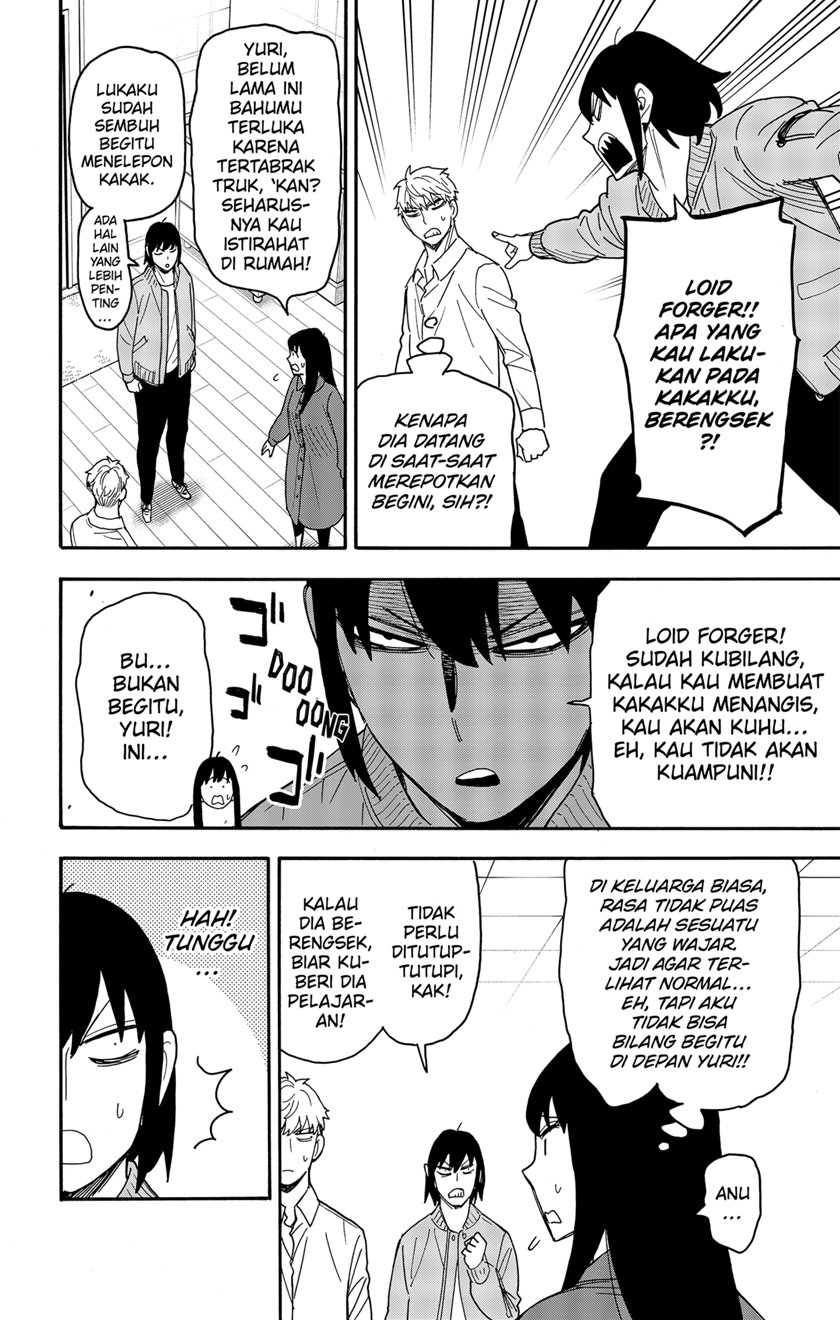 LOID
FORGER!!
APA YANG
KAU LAKU-
KAN PADA
KAKAKKU,
BERENGSEK
?!
KENAPA
DIA DATANG
DI SAAT-SAAT
MEREPOTKAN
BEGINI, SIH?!
YURI,
BELUM
LAMA INI
BAHUMU
TERLUKA
KARENA
TERTABRAK
TRUK, 'KAN?
SEHARUS-
NYA KAU
ISTIRAHAT
DI RUMAH!
LUKAKU
SUDAH
SEMBUH
BEGITU
MENELEPON
KAKAK.
ADA
HAL
LAIN
YANG
LEBIH
PEN-
TING
...
LOID FORGER!
SUDAH KUBILANG,
KALAU KAU MEMBUAT
KAKAKKU MENANGIS,
KAU AKAN KUHU...
EH, KAU TIDAK AKAN
KUAMPUNI!!
ゴゴゴ
DOO
OONG
BU...
BUKAN
BEGITU,
YURI!
INI...
DI KELUARGA BIASA,
RASA TIDAK PUAS
ADALAH SESUATU
YANG WAJAR.
JADI AGAR TER-
LIHAT NORMAL...
EH, TAPI AKU
TIDAK BISA
BILANG BEGITU
DI DEPAN YURI!!
ANU
...
TIDAK
PERLU
DITUTUP-
TUTUPI,
KAK!
KALAU
DIA BE-
RENGSEK,
BIAR KU-
BERI DIA
PELAJAR-
AN!
HAH!
TUNGGU
...